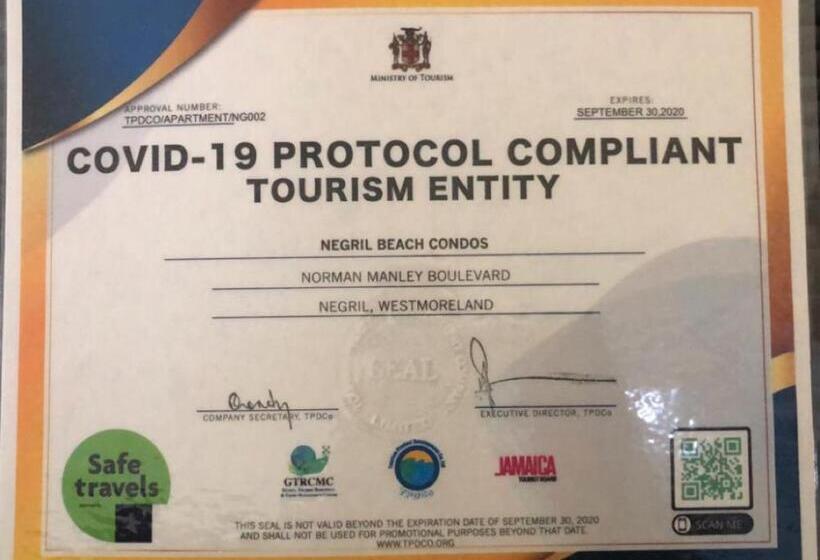 MINISTRY OF TOURISM
APPROVAL NUMBER:
TPDCO/APARTMENT/NG002
EXPIRES:
SEPTEMBER 30,2020
COVID-19 PROTOCOL COMPLIANT
TOURISM ENTITY
NEGRIL BEACH CONDOS
NORMAN MANLEY BOULEVARD
NEGRIL, WESTMORELAND
SEAL
LIMITED
COMPANY SECRETARY, TPDCo
EXECUTIVE DIRECTOR, TPDCo
Safe
travels
GTRCMC
TPDCo
JAMAICA
TOURIST BOARD
SCAN ME
THIS SEAL IS NOT VALID BEYOND THE EXPIRATION DATE OF SEPTEMBER 30, 2020
AND SHALL NOT BE USED FOR PROMOTIONAL PURPOSES BEYOND THAT DATE.
WWW.TPDCO.ORG